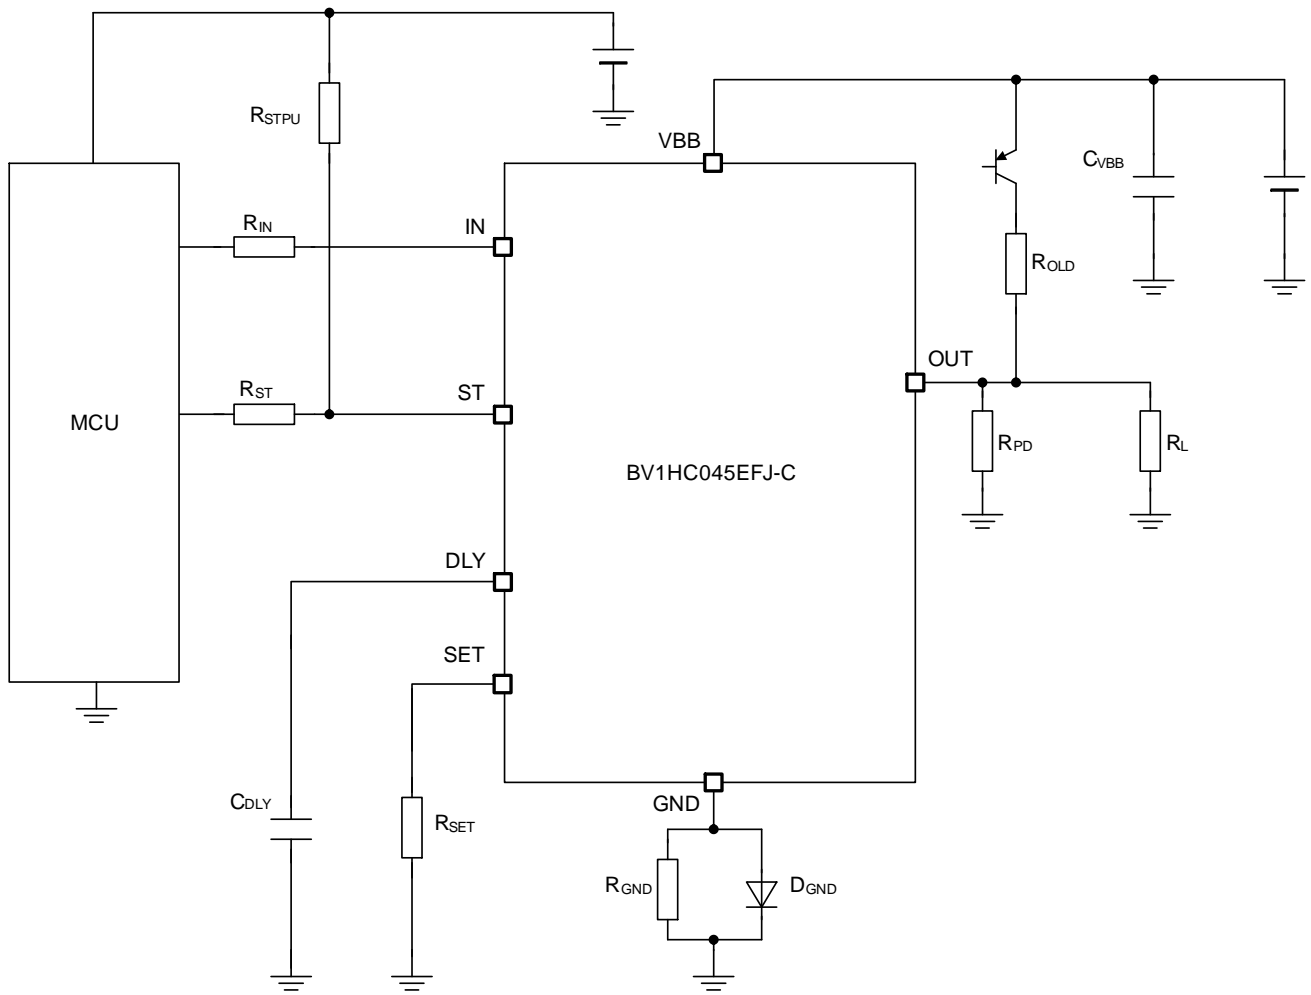 RSTPU
VBB
CVBB
RIN
IN
ROLD
OUT
RST
ST
MCU
RPD
RL
BV1HC045EFJ-C
DLY
SET
CDLY
GND
RSET
RGND
DGND